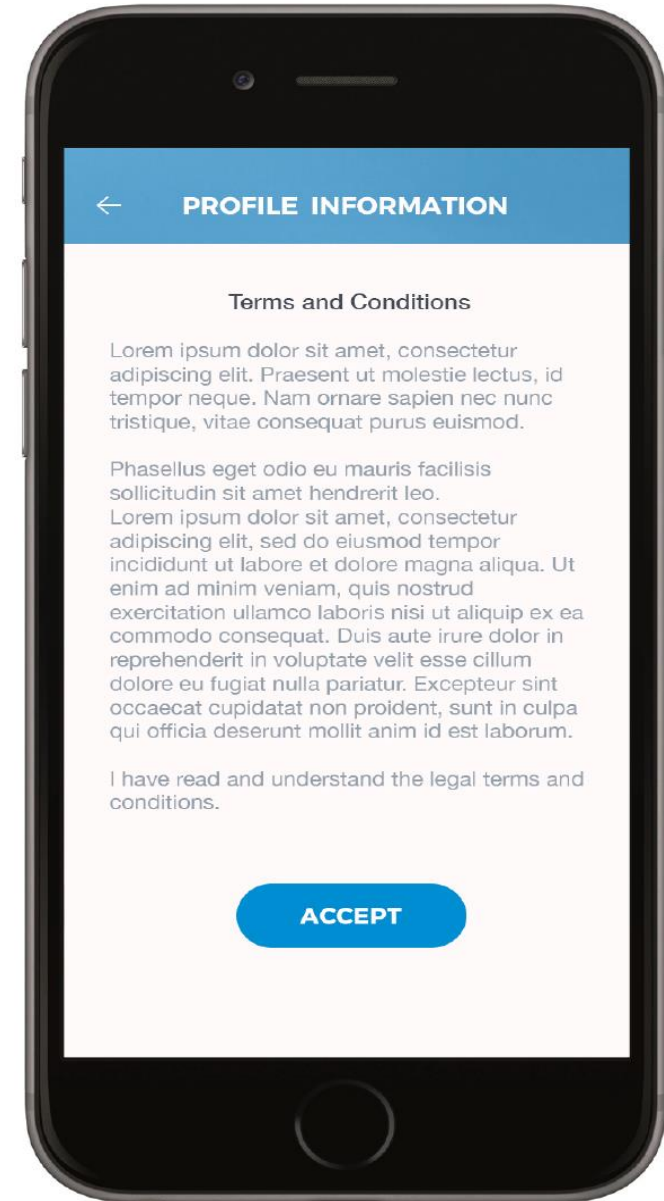 PROFILE INFORMATION
Terms and Conditions
Lorem ipsum dolor sit amet, consectetur
adipiscing elit. Praesent ut molestie lectus, id
tempor neque. Nam ornare sapien nec nunc
tristique, vitae consequat purus euismod.
Phasellus eget odio eu mauris facilisis
sollicitudin sit amet hendrerit leo.
Lorem ipsum dolor sit amet, consectetur
adipiscing elit, sed do eiusmod tempor
incididunt ut labore et dolore magna aliqua. Ut
enim ad minim veniam, quis nostrud
exercitation ullamco laboris nisi ut aliquip ex ea
commodo consequat. Duis aute irure dolor in
reprehenderit in voluptate velit esse cillum
dolore eu fugiat nulla pariatur. Excepteur sint
occaecat cupidatat non proident, sunt in culpa
qui officia deserunt mollit anim id est laborum.
I have read and understand the legal terms and
conditions.
ACCEPT